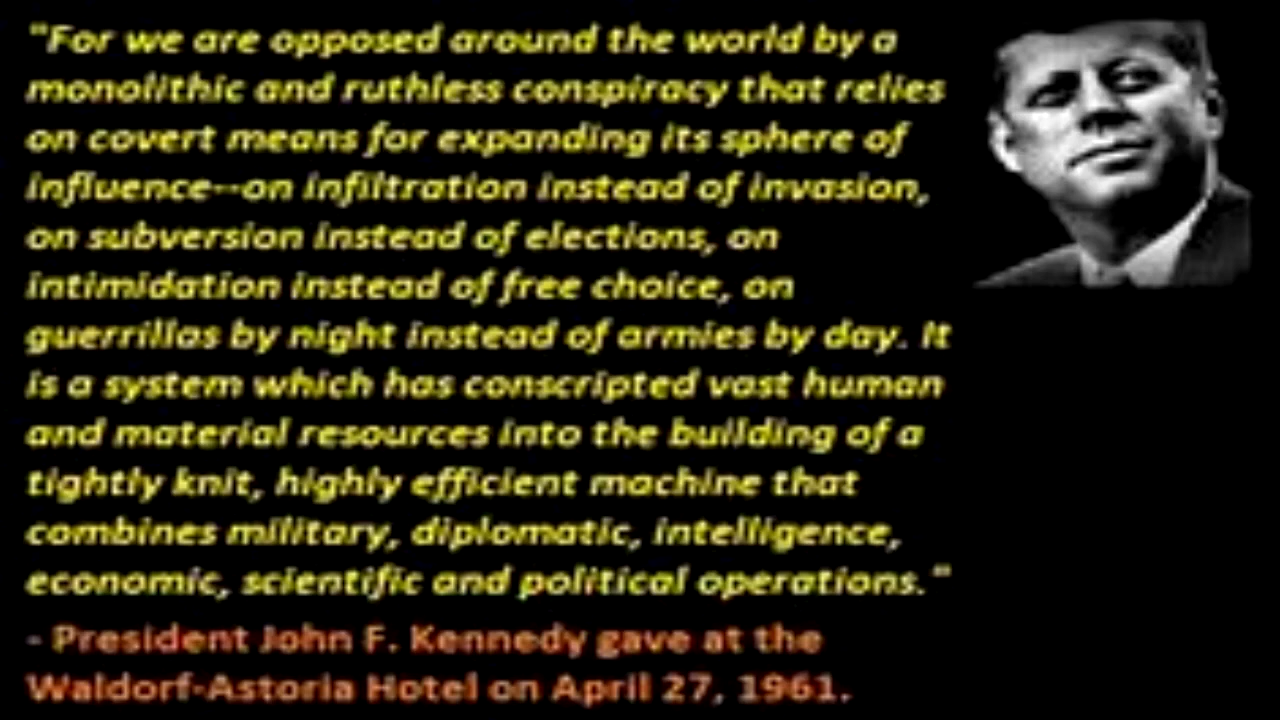 "For we are opposed around the world by a
monolithic and ruthless conspiracy that relies
on covert means for expanding its sphere of
influence--on infiltration instead of invasion,
on subversion instead of elections, on
intimidation instead of free choice, on
guerrillas by night instead of armies by day. It
is a system which has conscripted vast human
and material resources into the building of a
tightly knit, highly efficient machine that
combines military, diplomatic, intelligence,
economic, scientific and political operations."
- President John F. Kennedy gave at the
Waldorf-Astoria Hotel on April 27, 1961.